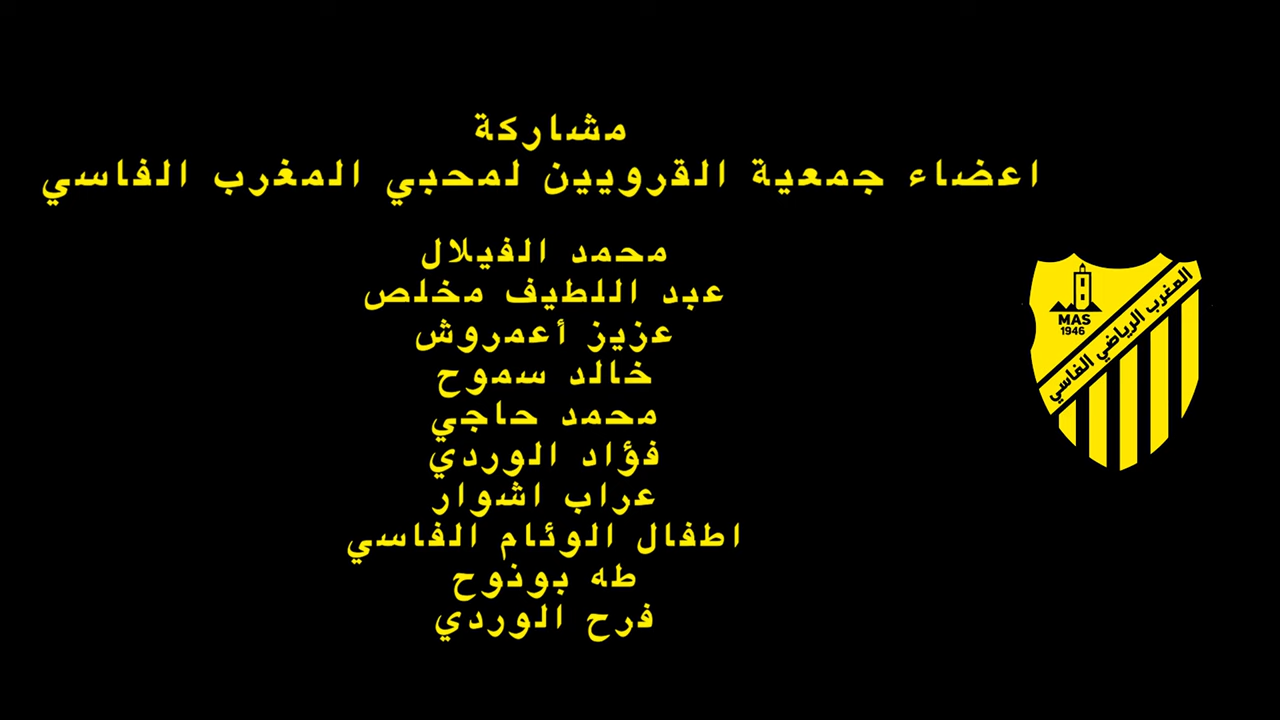 مشاركة
اعضاء جمعية القرويين لمحبي المغرب الفاسي
محمد الفيلال
عبد اللطيف مخلص
عزيز أعمروش
خالد سموح
محمد حاجي
فؤاد الوردي
عراب اشوار
اطفال الوئام الفاسي
طه بونوح
فرح الوردي
MAS
1946
المغرب الرياضي الفاسي